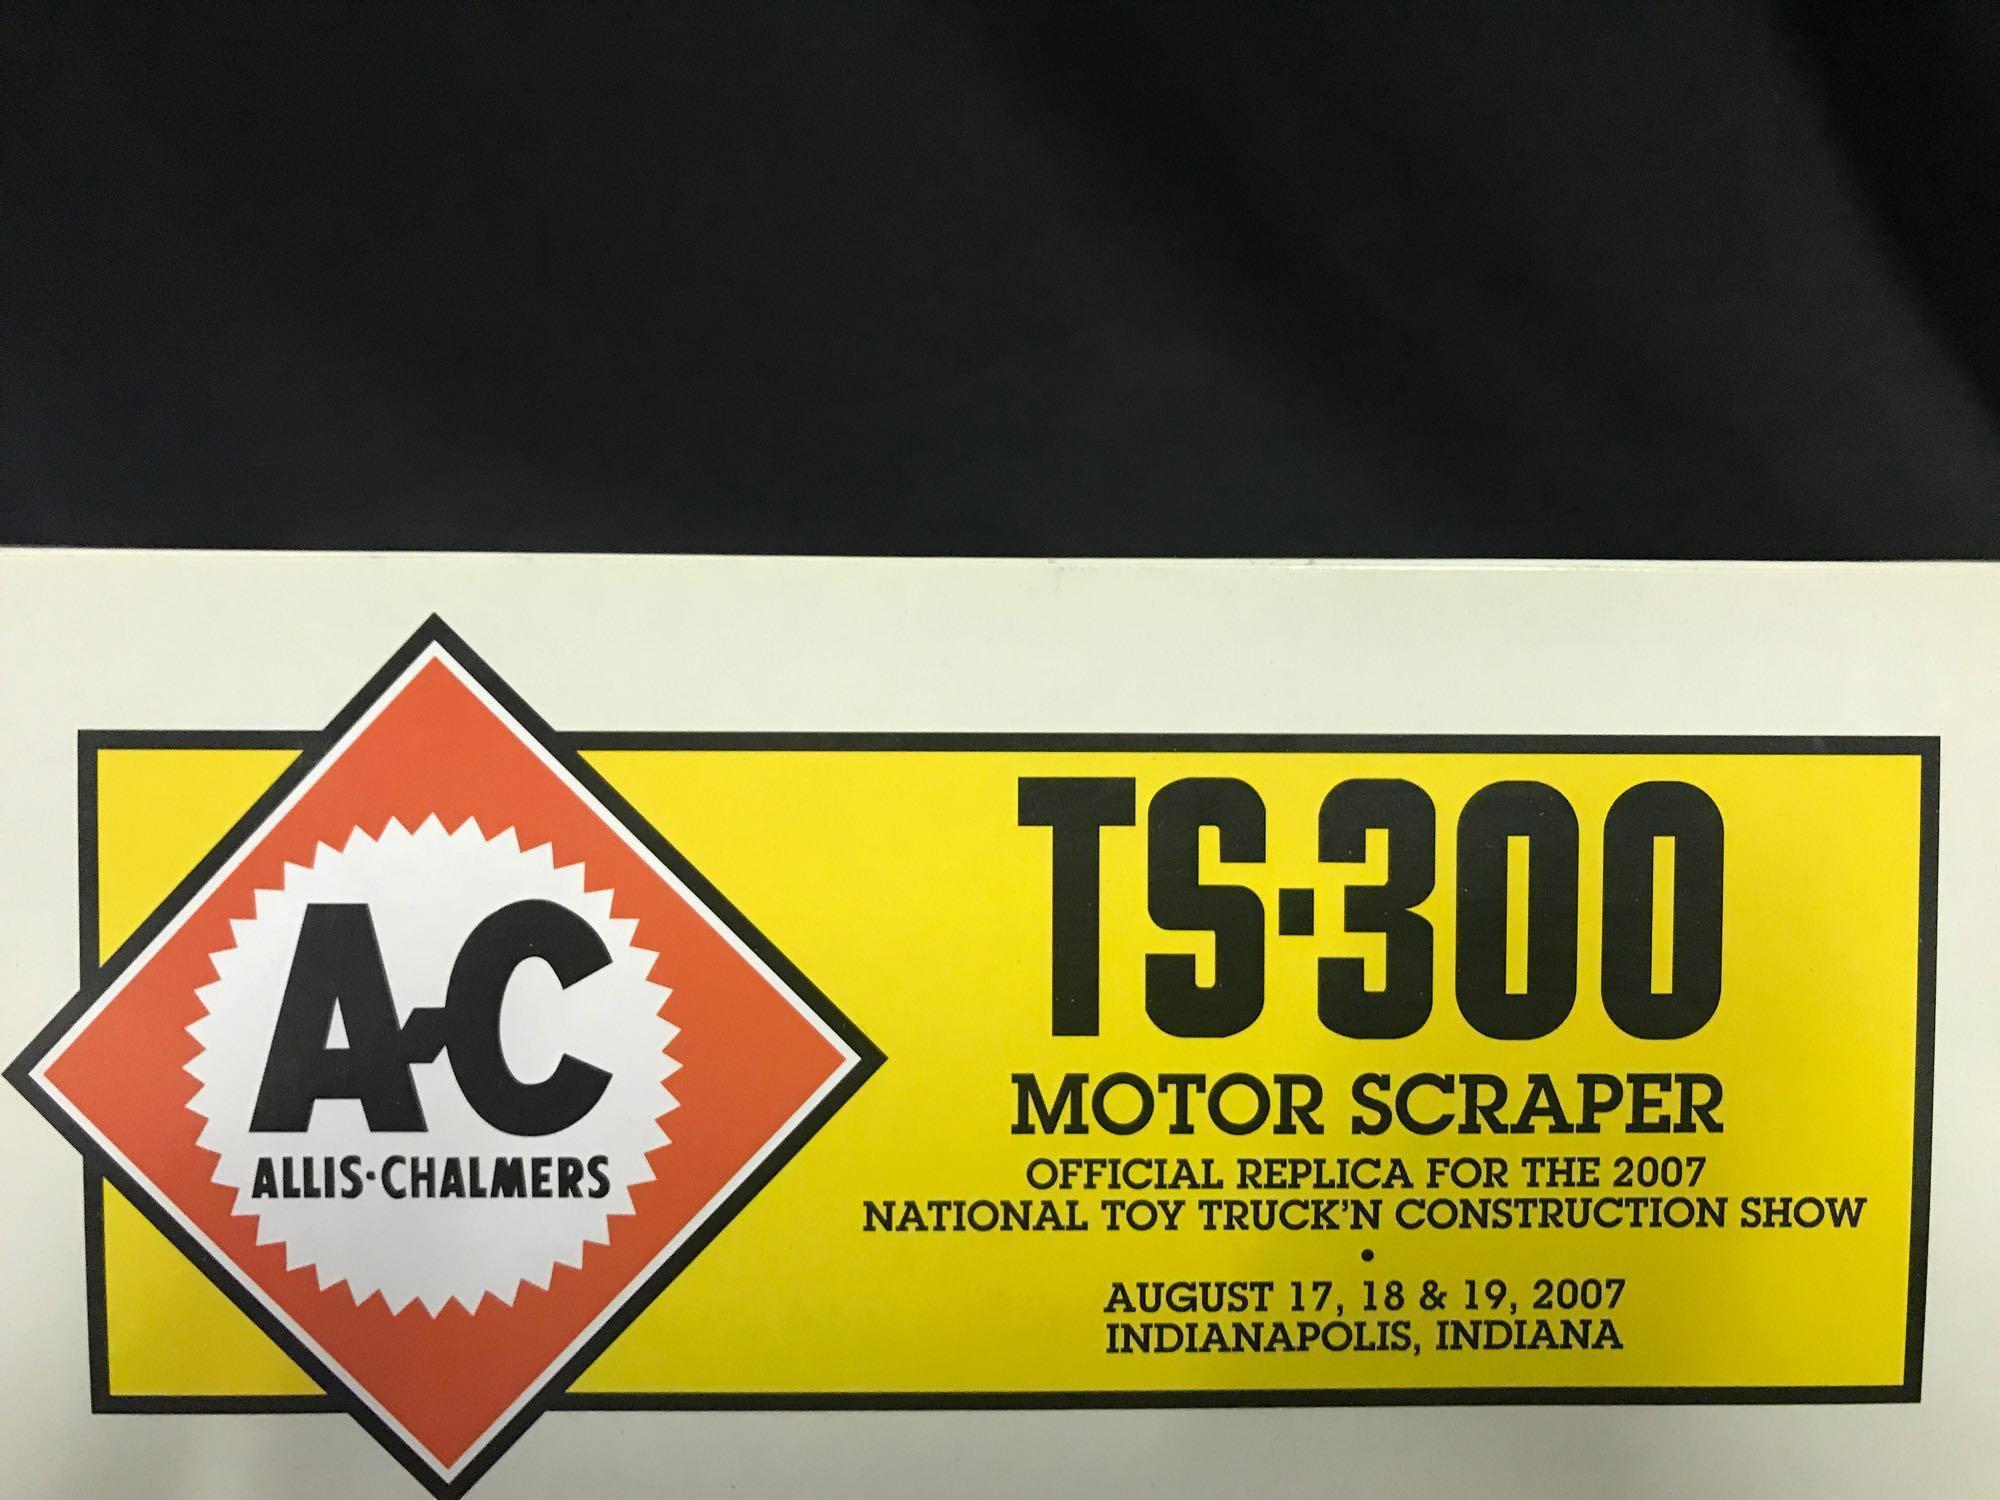 A-C
ALLIS-CHALMERS
TS-300
MOTOR SCRAPER
OFFICIAL REPLICA FOR THE 2007
NATIONAL TOY TRUCK'N CONSTRUCTION SHOW
•
AUGUST 17, 18 & 19, 2007
INDIANAPOLIS, INDIANA